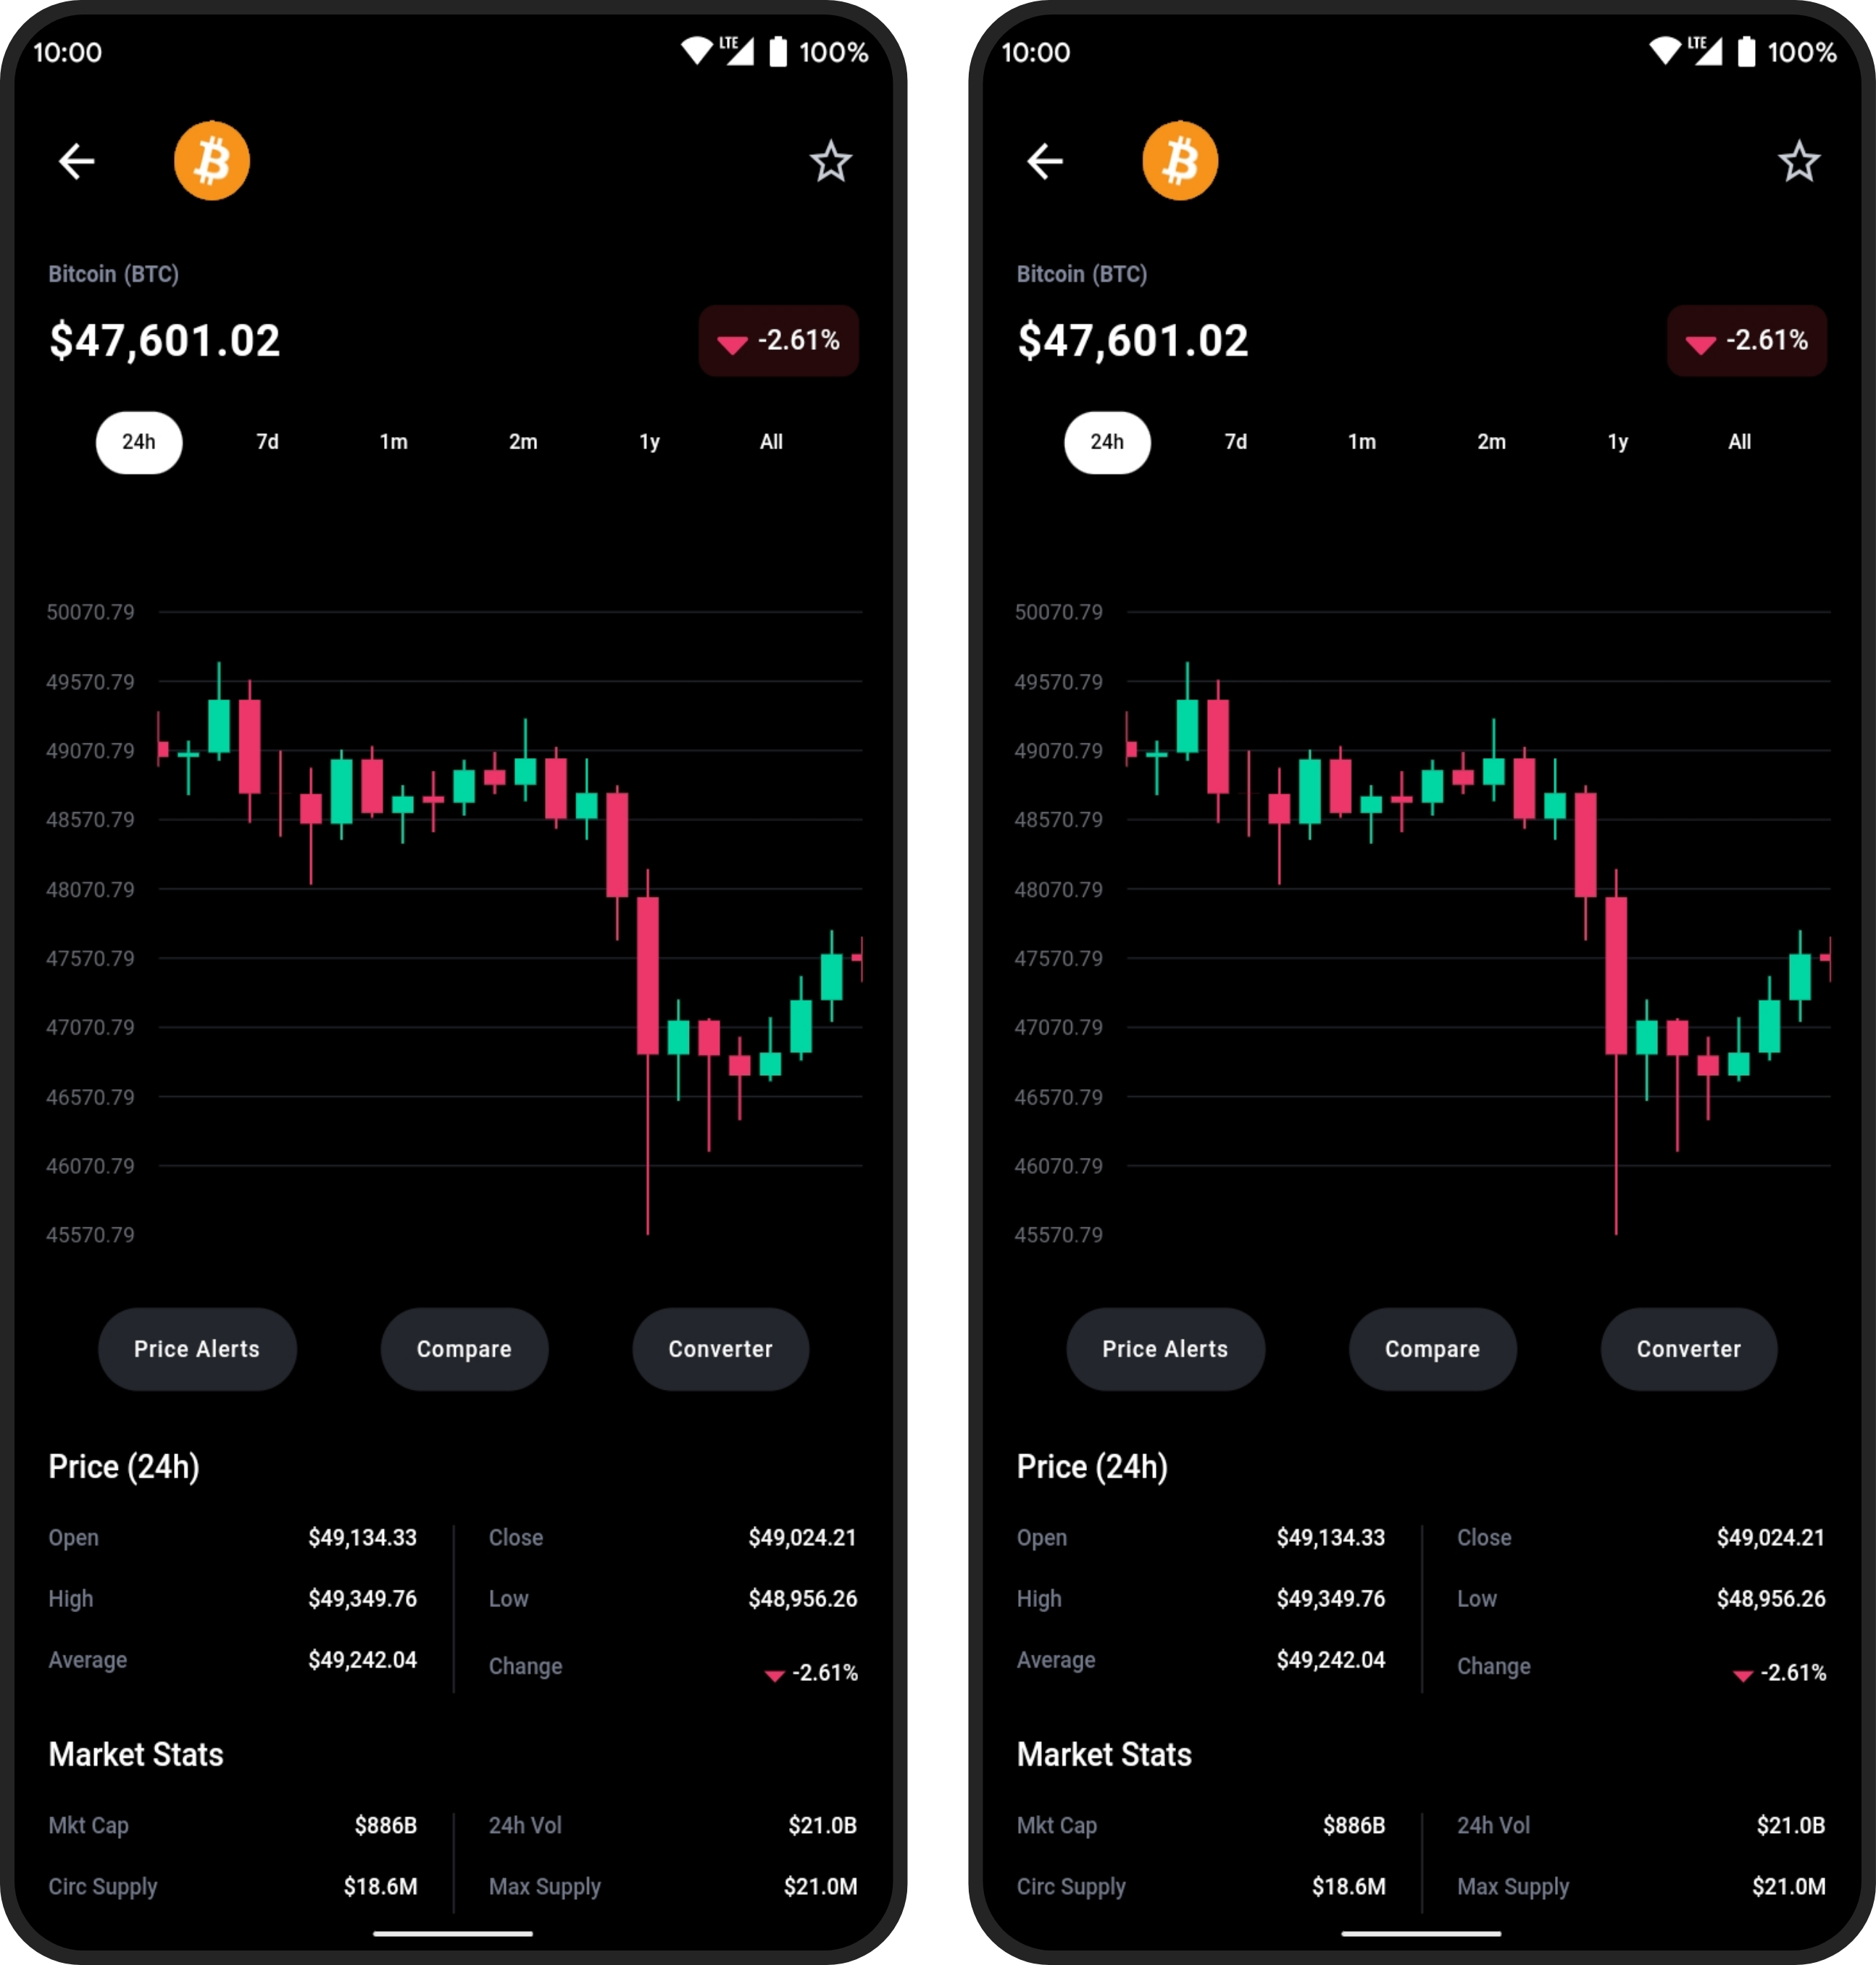 10:00 LTE 100%
Bitcoin (BTC)
$47,601.02 -2.61%
24h 7d 1m 2m 1y All
50070.79
49570.79
49070.79
48570.79
48070.79
47570.79
47070.79
46570.79
46070.79
45570.79
Price Alerts Compare Converter
Price (24h)
Open $49,134.33 Close $49,024.21
High $49,349.76 Low $48,956.26
Average $49,242.04 Change -2.61%
Market Stats
Mkt Cap $886B 24h Vol $21.0B
Circ Supply $18.6M Max Supply $21.0M
10:00 LTE 100%
Bitcoin (BTC)
$47,601.02 -2.61%
24h 7d 1m 2m 1y All
50070.79
49570.79
49070.79
48570.79
48070.79
47570.79
47070.79
46570.79
46070.79
45570.79
Price Alerts Compare Converter
Price (24h)
Open $49,134.33 Close $49,024.21
High $49,349.76 Low $48,956.26
Average $49,242.04 Change -2.61%
Market Stats
Mkt Cap $886B 24h Vol $21.0B
Circ Supply $18.6M Max Supply $21.0M